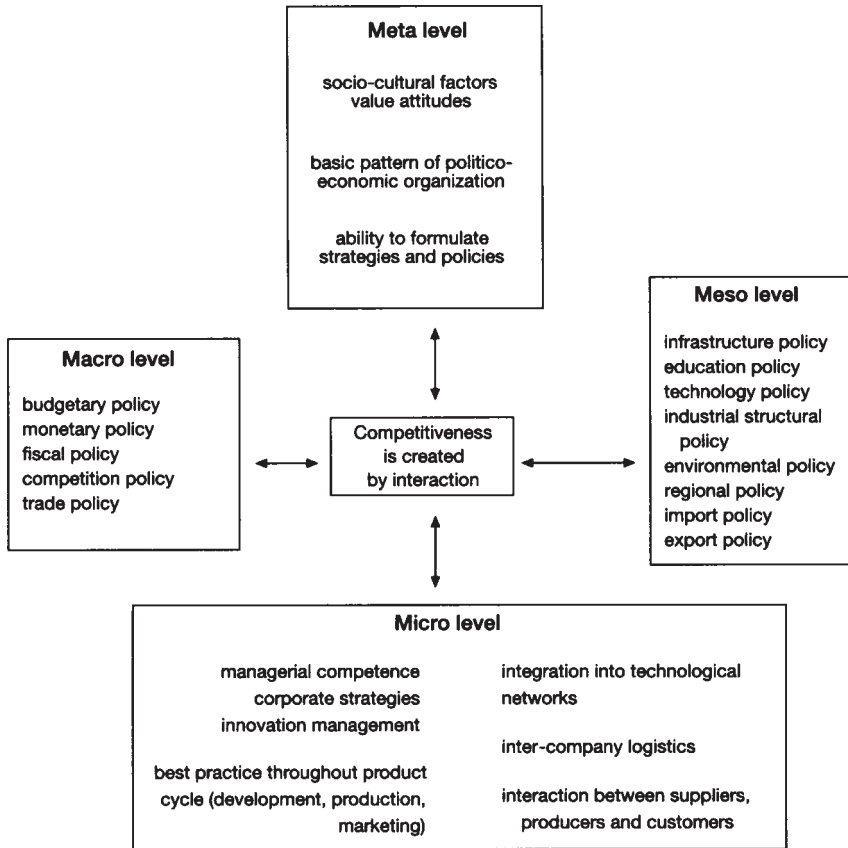 Meta level
socio-cultural factors
value attitudes
basic pattern of politico-
economic organization
ability to formulate
strategies and policies
Macro level
budgetary policy
monetary policy
fiscal policy
competition policy
trade policy
Competitiveness
is created
by interaction
Meso level
infrastructure policy
education policy
technology policy
industrial structural
policy
environmental policy
regional policy
import policy
export policy
Micro level
managerial competence
corporate strategies
innovation management
best practice throughout product
cycle (development, production,
marketing)
integration into technological
networks
inter-company logistics
interaction between suppliers,
producers and customers